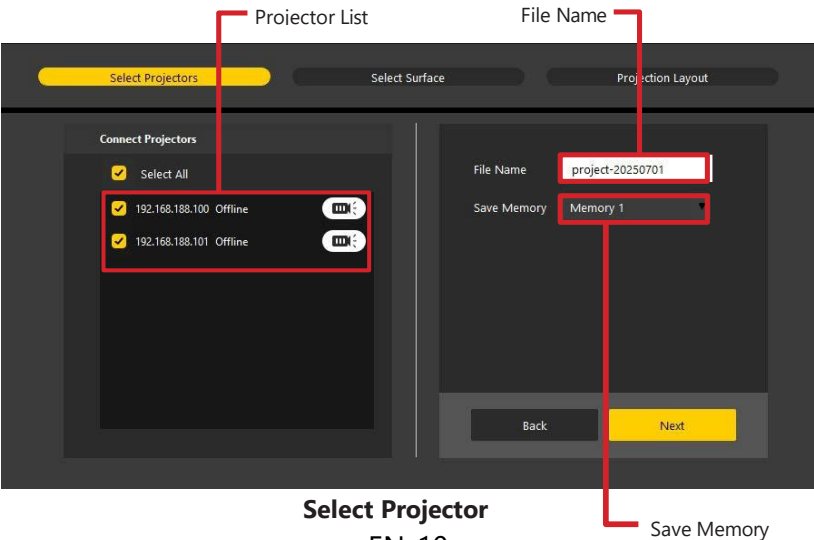 Projector List
File Name
Select Projectors
Select Surface
Projection Layout
Connect Projectors
Select All
192.168.188.100 Offline
192.168.188.101 Offline
File Name
project-20250701
Save Memory
Memory 1
Back
Next
Select Projector
Save Memory